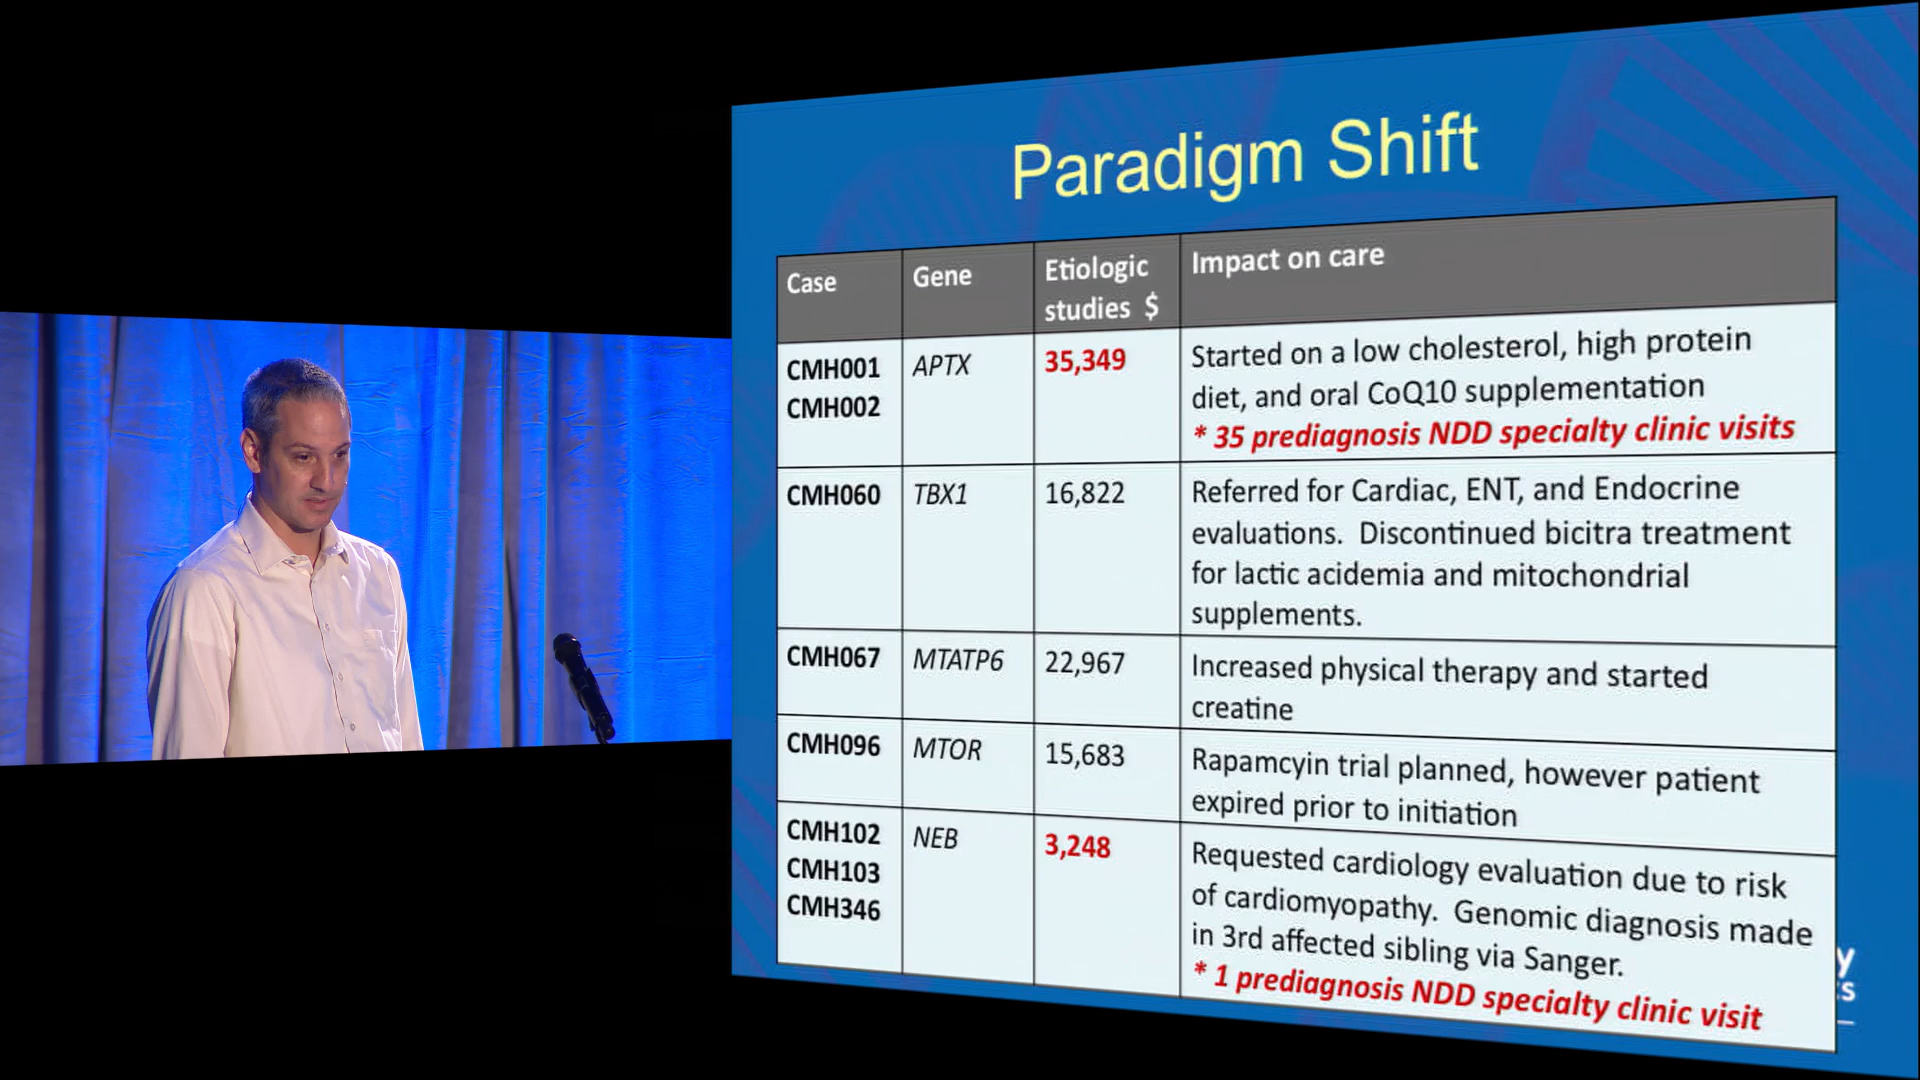 Paradigm Shift
Case
Gene
Etiologic
studies $
Impact on care
CMH001
CMH002
APTX
35,349
Started on a low cholesterol, high protein
diet, and oral CoQ10 supplementation
* 35 prediagnosis NDD specialty clinic visits
CMH060
TBX1
16,822
Referred for Cardiac, ENT, and Endocrine
evaluations. Discontinued bicitra treatment
for lactic acidemia and mitochondrial
supplements.
CMH067
MTATP6
22,967
Increased physical therapy and started
creatine
CMH096
MTOR
15,683
Rapamcyin trial planned, however patient
expired prior to initiation
CMH102
CMH103
CMH346
NEB
3,248
Requested cardiology evaluation due to risk
of cardiomyopathy. Genomic diagnosis made
in 3rd affected sibling via Sanger.
* 1 prediagnosis NDD specialty clinic visit